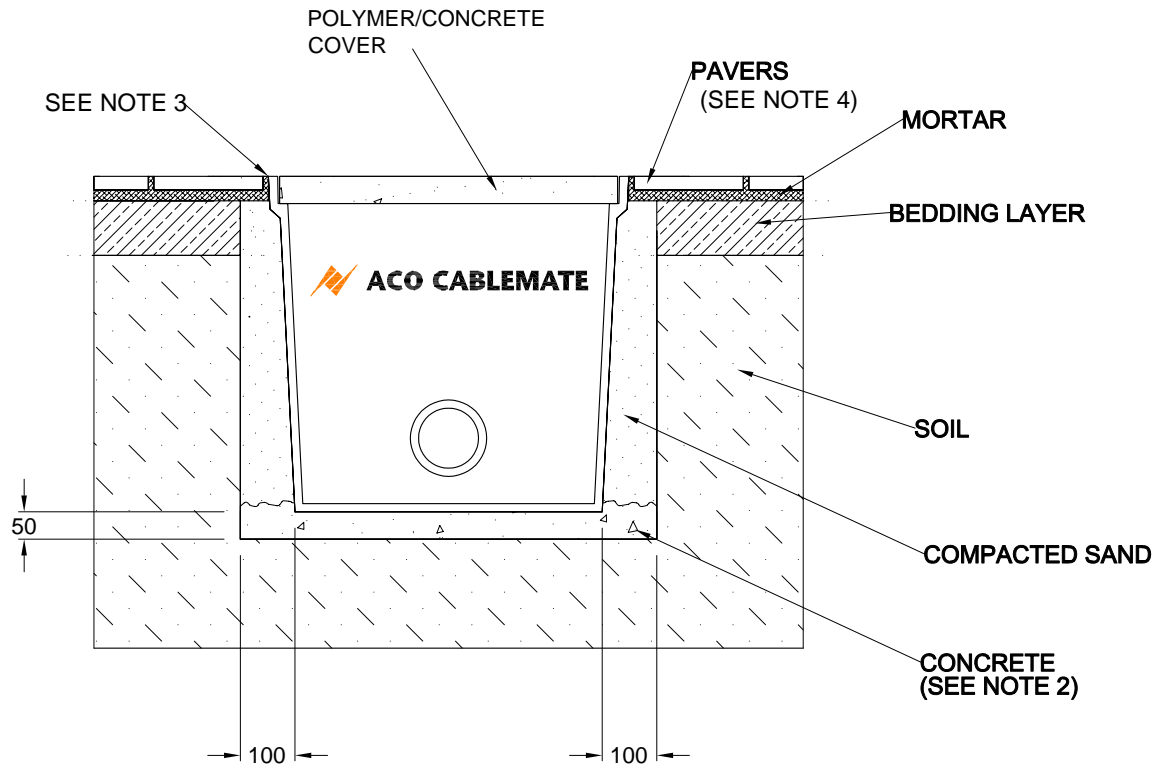 POLYMER/CONCRETE
COVER
PAVERS
(SEE NOTE 4)
SEE NOTE 3
MORTAR
BEDDING LAYER
ACO CABLEMATE
SOIL
50
COMPACTED SAND
CONCRETE
(SEE NOTE 2)
100
100